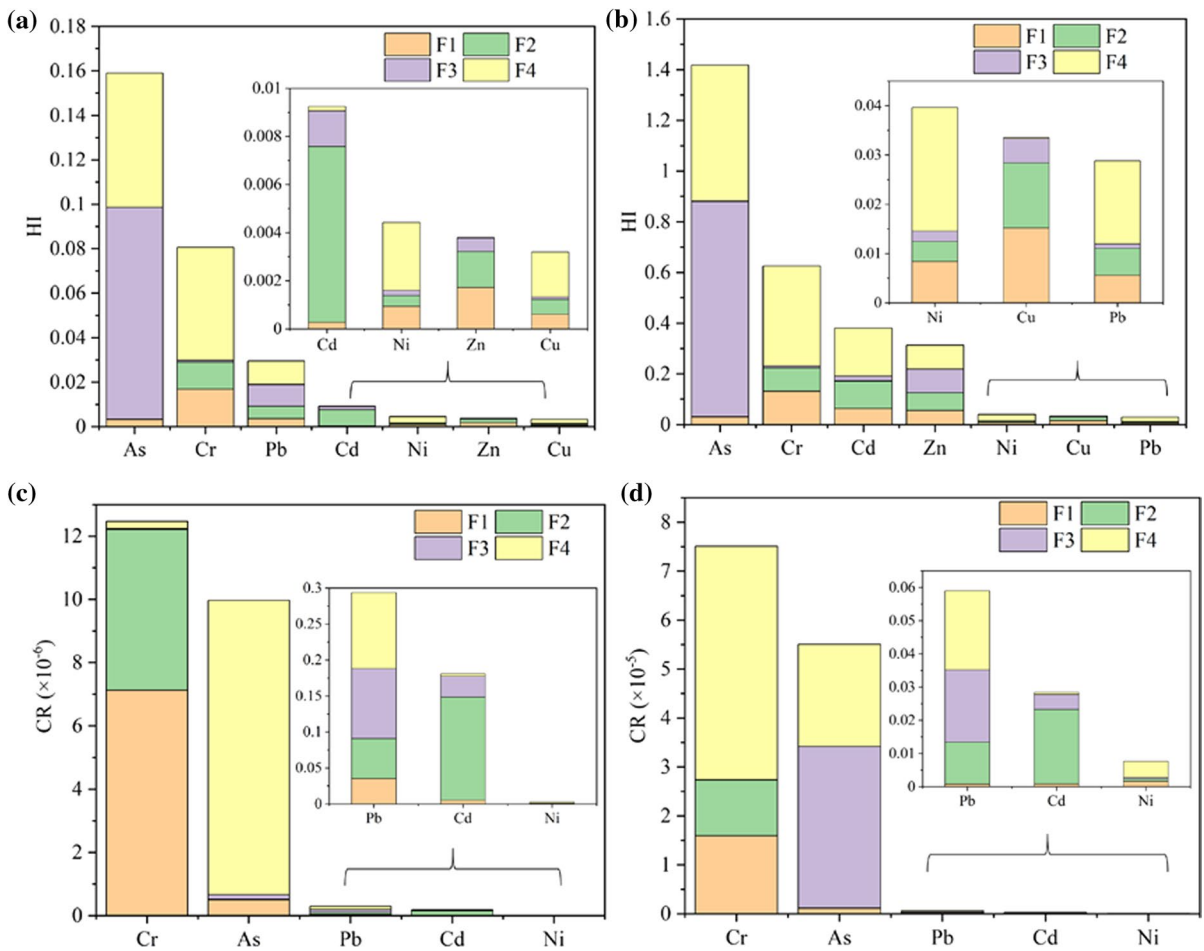 (a)
0.18
0.16
0.14
0.12
0.1
0.08
0.06
0.04
0.02
0
HI
F1 F2
F3 F4
0.01
0.008
0.006
0.004
0.002
0
Cd Ni Zn Cu
As Cr Pb Cd Ni Zn Cu
(b)
1.6
1.4
1.2
1
0.8
0.6
0.4
0.2
0
HI
F1 F2
F3 F4
0.04
0.03
0.02
0.01
0
Ni Cu Pb
As Cr Cd Zn Ni Cu Pb
(c)
12
10
8
6
4
2
0
CR (×10⁻⁶)
F1 F2
F3 F4
0.3
0.25
0.2
0.15
0.1
0.05
0
Pb Cd Ni
Cr As Pb Cd Ni
(d)
8
7
6
5
4
3
2
1
0
CR (×10⁻⁵)
F1 F2
F3 F4
0.06
0.05
0.04
0.03
0.02
0.01
0
Pb Cd Ni
Cr As Pb Cd Ni